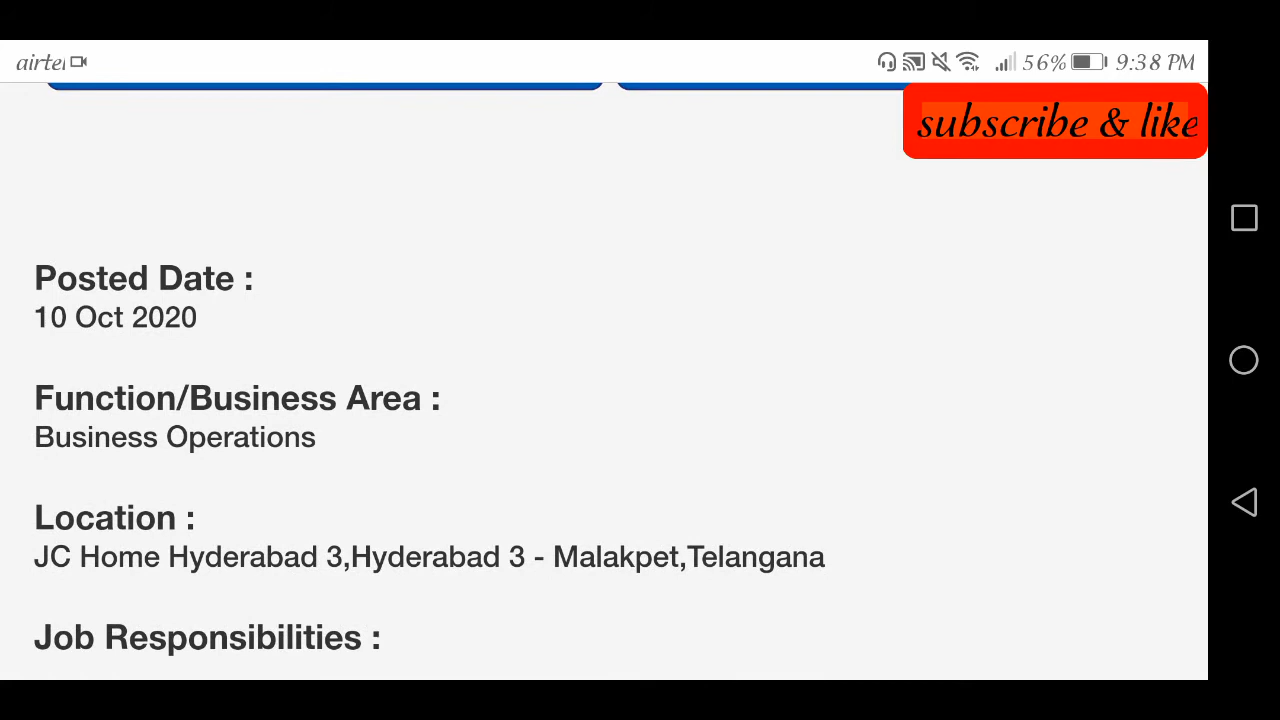 airtel
56%
9:38 PM
subscribe & like
Posted Date :
10 Oct 2020
Function/Business Area :
Business Operations
Location :
JC Home Hyderabad 3,Hyderabad 3 - Malakpet,Telangana
Job Responsibilities :